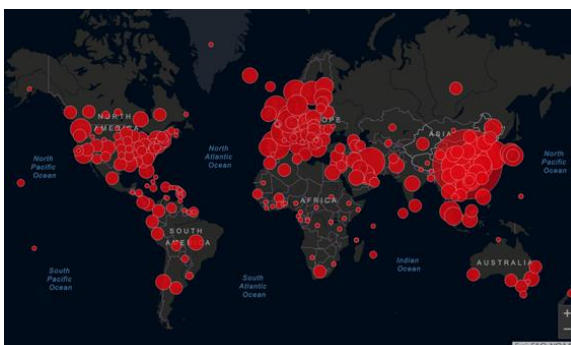 NORTH
AMERICA
EUROPE
ASIA
North
Pacific
Ocean
North
Atlantic
Ocean
North
Pacific
Ocean
AFRICA
SOUTH
AMERICA
Indian
Ocean
AUSTRALIA
South
Pacific
Ocean
South
Atlantic
Ocean
+
−